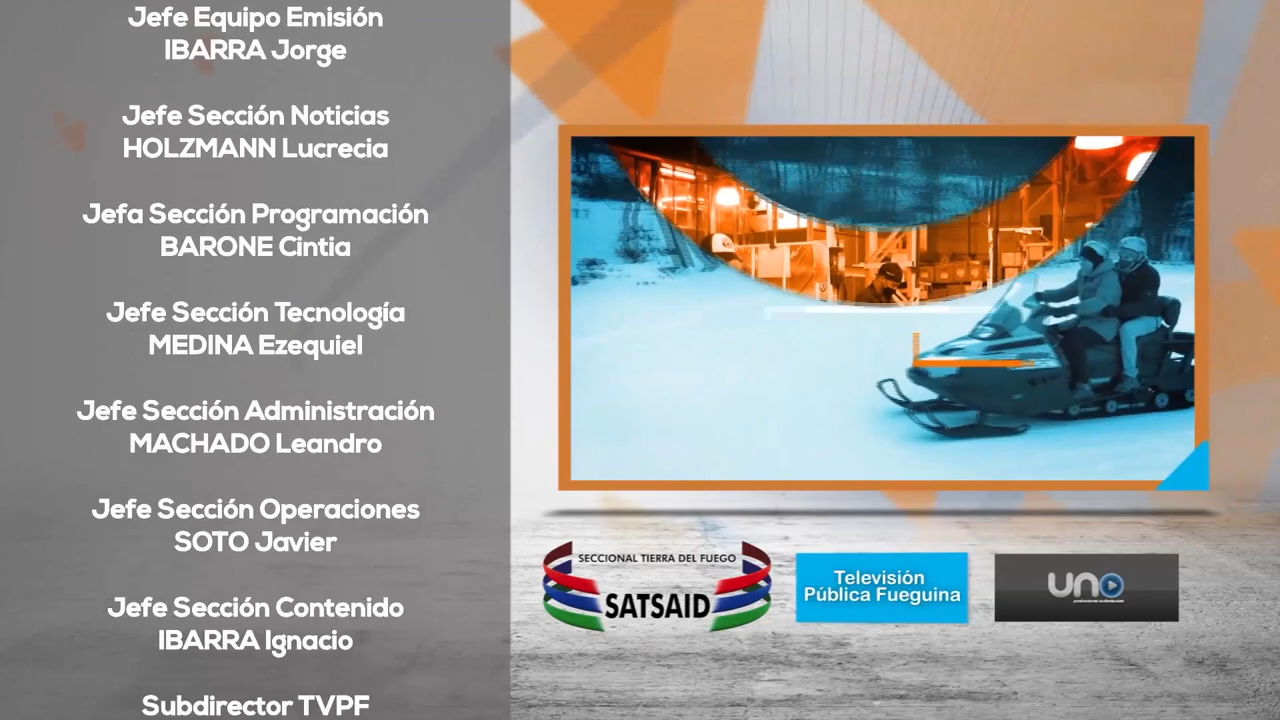 Jefe Equipo Emisión
IBARRA Jorge
Jefe Sección Noticias
HOLZMANN Lucrecia
Jefa Sección Programación
BARONE Cintia
Jefe Sección Tecnología
MEDINA Ezequiel
Jefe Sección Administración
MACHADO Leandro
Jefe Sección Operaciones
SOTO Javier
Jefe Sección Contenido
IBARRA Ignacio
Subdirector TVPF
SECCIONAL TIERRA DEL FUEGO
SATSAID
Televisión
Pública Fueguina
uno